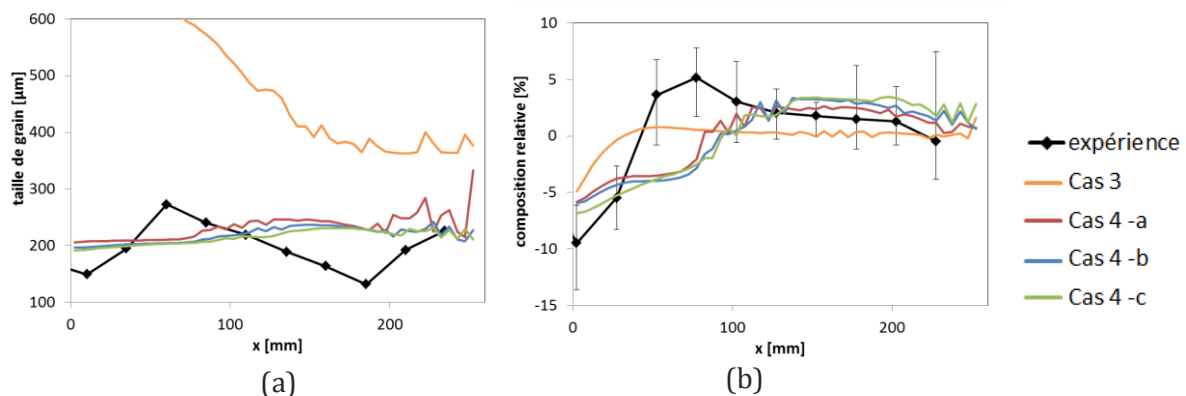 taille de grain [µm]
600
500
400
300
200
100
0
100
200
x [mm]
(a)
composition relative [%]
10
5
0
-5
-10
-15
0
100
200
x [mm]
(b)
expérience
Cas 3
Cas 4 -a
Cas 4 -b
Cas 4 -c